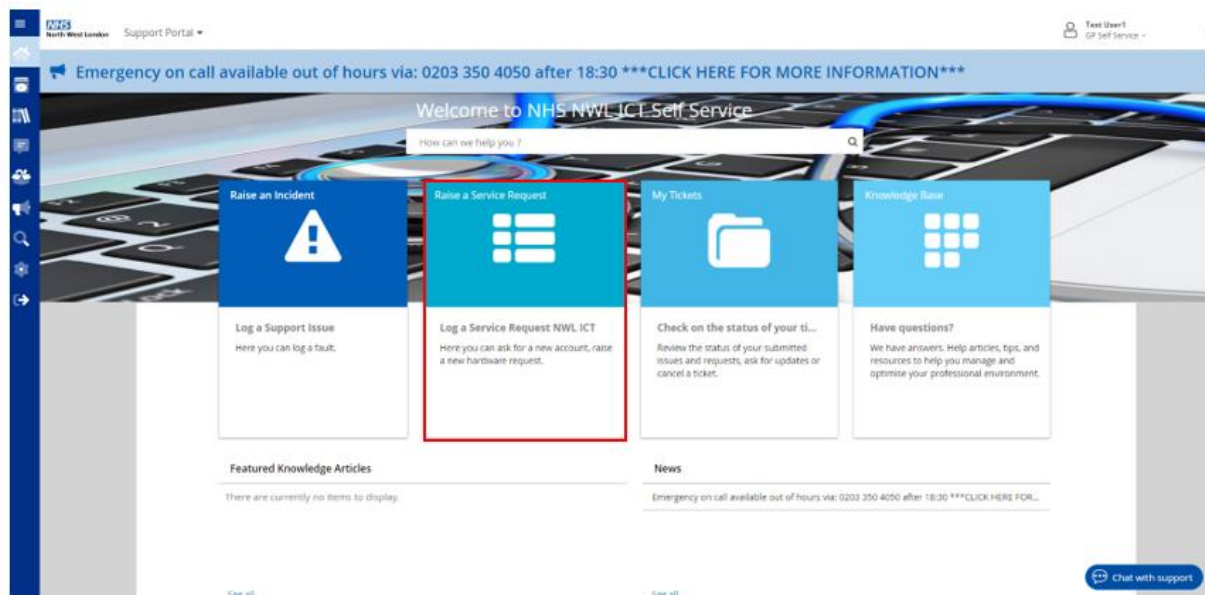 NHS
North West London
Support Portal
Test User1
GP Self Service
Emergency on call available out of hours via: 0203 350 4050 after 18:30 ***CLICK HERE FOR MORE INFORMATION***
Welcome to NHS NWL ICT Self Service
How can we help you ?
Raise an Incident
Log a Support Issue
Here you can log a fault.
Raise a Service Request
Log a Service Request NWL ICT
Here you can ask for a new account, raise
a new hardware request.
My Tickets
Check on the status of your ti...
Review the status of your submitted
issues and requests, ask for updates or
cancel a ticket.
Knowledge Base
Have questions?
We have answers. Help articles, tips, and
resources to help you manage and
optimise your professional environment.
Featured Knowledge Articles
There are currently no items to display.
News
Emergency on call available out of hours via: 0203 350 4050 after 18:30 ***CLICK HERE FOR...
See all
See all
Chat with support